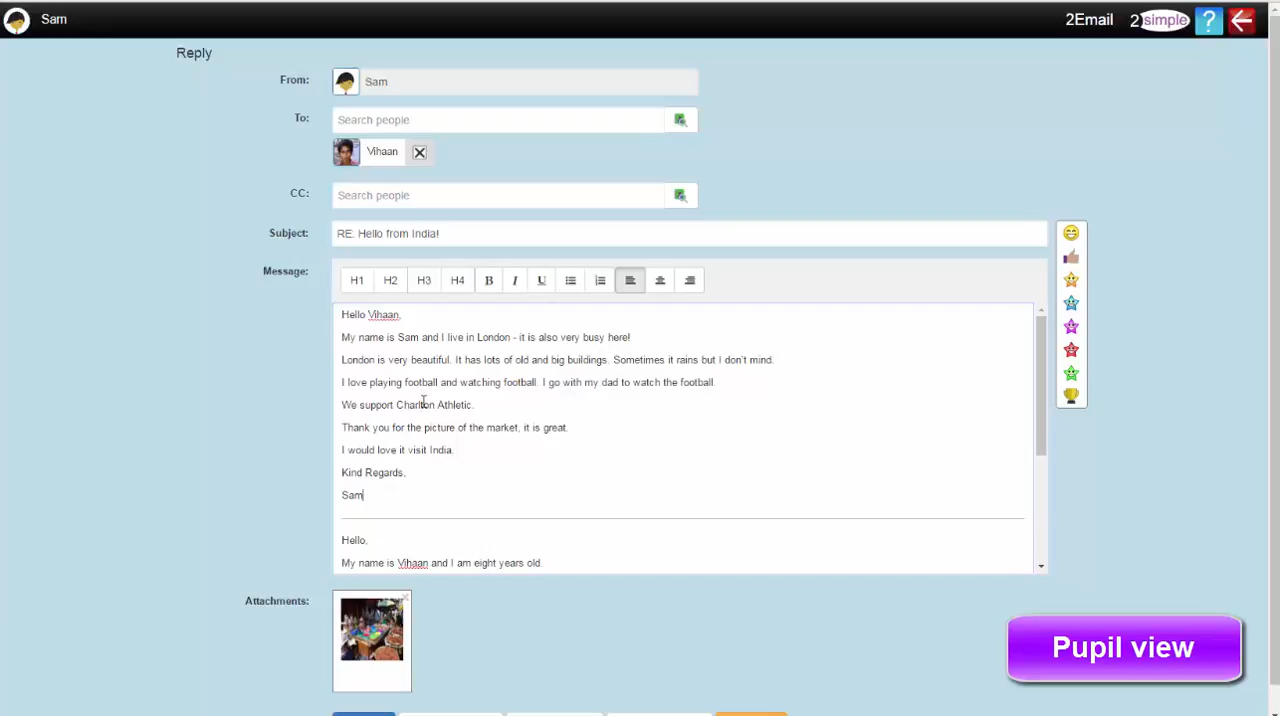 Sam
2Email
2simple
?
Reply
From:
Sam
To:
Search people
Vihaan
CC:
Search people
Subject:
RE: Hello from India!
Message:
H1 H2 H3 H4 B I U
Hello Vihaan,
My name is Sam and I live in London - it is also very busy here!
London is very beautiful. It has lots of old and big buildings. Sometimes it rains but I don't mind.
I love playing football and watching football. I go with my dad to watch the football.
We support Charlton Athletic.
Thank you for the picture of the market, it is great.
I would love it visit India.
Kind Regards,
Sam
Hello,
My name is Vihaan and I am eight years old.
Attachments:
Pupil view